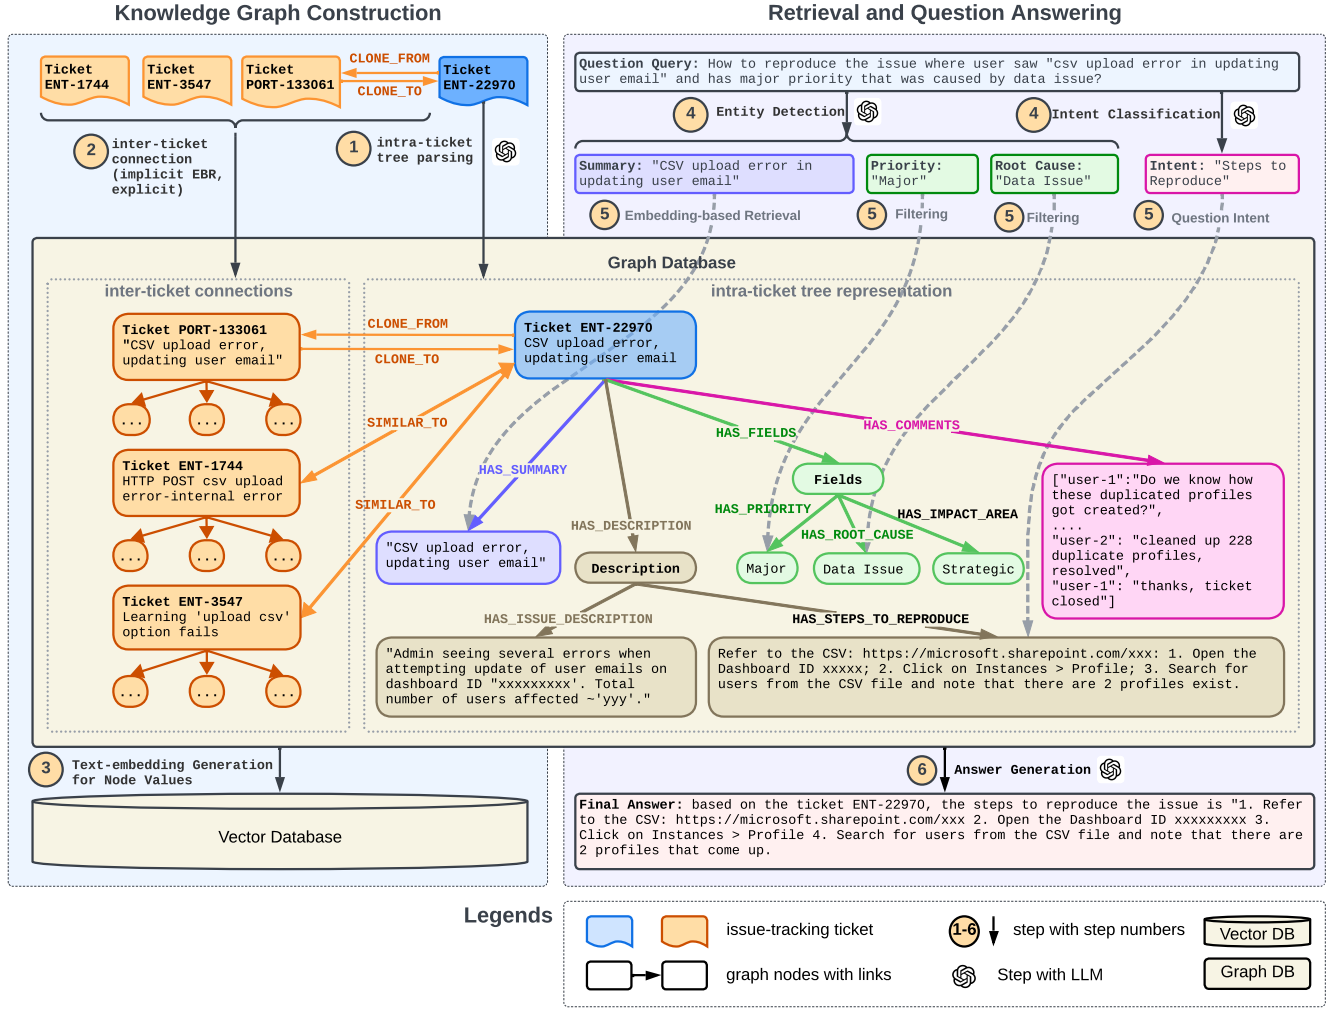 Knowledge Graph Construction
Retrieval and Question Answering
Ticket
ENT-1744
Ticket
ENT-3547
Ticket
PORT-133061
CLONE_FROM
CLONE_TO
Ticket
ENT-22970
2
inter-ticket
connection
(implicit EBR,
explicit)
1
intra-ticket
tree parsing
Question Query: How to reproduce the issue where user saw "csv upload error in updating
user email" and has major priority that was caused by data issue?
4
Entity Detection
4
Intent Classification
Summary: "CSV upload error in
updating user email"
Priority:
"Major"
Root Cause:
"Data Issue"
Intent: "Steps to
Reproduce"
5
Embedding-based Retrieval
5
Filtering
5
Filtering
5
Question Intent
Graph Database
inter-ticket connections
intra-ticket tree representation
Ticket PORT-133061
"CSV upload error,
updating user email"
...
...
...
CLONE_FROM
CLONE_TO
Ticket ENT-22970
CSV upload error,
updating user email
SIMILAR_TO
Ticket ENT-1744
HTTP POST csv upload
error-internal error
...
...
...
SIMILAR_TO
Ticket ENT-3547
Learning 'upload csv'
option fails
...
...
...
HAS_SUMMARY
HAS_DESCRIPTION
HAS_FIELDS
HAS_COMMENTS
Fields
HAS_PRIORITY
HAS_ROOT_CAUSE
HAS_IMPACT_AREA
"CSV upload error,
updating user email"
Description
Major
Data Issue
Strategic
["user-1":"Do we know how
these duplicated profiles
got created?",
....
"user-2": "cleaned up 228
duplicate profiles,
resolved",
"user-1": "thanks, ticket
closed"]
HAS_ISSUE_DESCRIPTION
HAS_STEPS_TO_REPRODUCE
"Admin seeing several errors when
attempting update of user emails on
dashboard ID "xxxxxxxxx'. Total
number of users affected ~'yyy'."
Refer to the CSV: https://microsoft.sharepoint.com/xxx: 1. Open the
Dashboard ID xxxxx; 2. Click on Instances > Profile; 3. Search for
users from the CSV file and note that there are 2 profiles exist.
3
Text-embedding Generation
for Node Values
Vector Database
6
Answer Generation
Final Answer: based on the ticket ENT-22970, the steps to reproduce the issue is "1. Refer
to the CSV: https://microsoft.sharepoint.com/xxx 2. Open the Dashboard ID xxxxxxxxx 3.
Click on Instances > Profile 4. Search for users from the CSV file and note that there are
2 profiles that come up.
Legends
issue-tracking ticket
1-6
step with step numbers
Vector DB
graph nodes with links
Step with LLM
Graph DB